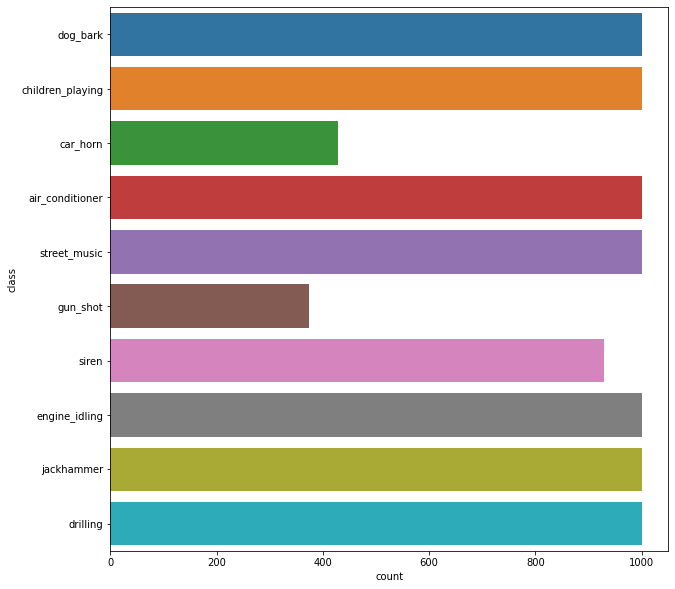 dog_bark
children_playing
car_horn
air_conditioner
street_music
class
gun_shot
siren
engine_idling
jackhammer
drilling
0 200 400 600 800 1000
count